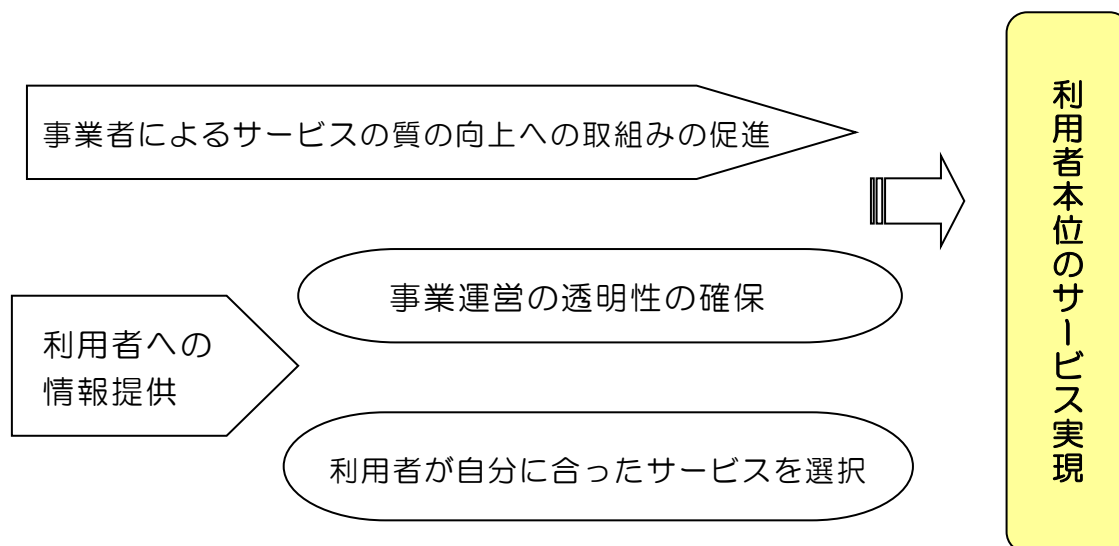 事業者によるサービスの質の向上への取組みの促進
事業運営の透明性の確保
利用者への
情報提供
利用者が自分に合ったサービスを選択
利用者本位のサービス実現